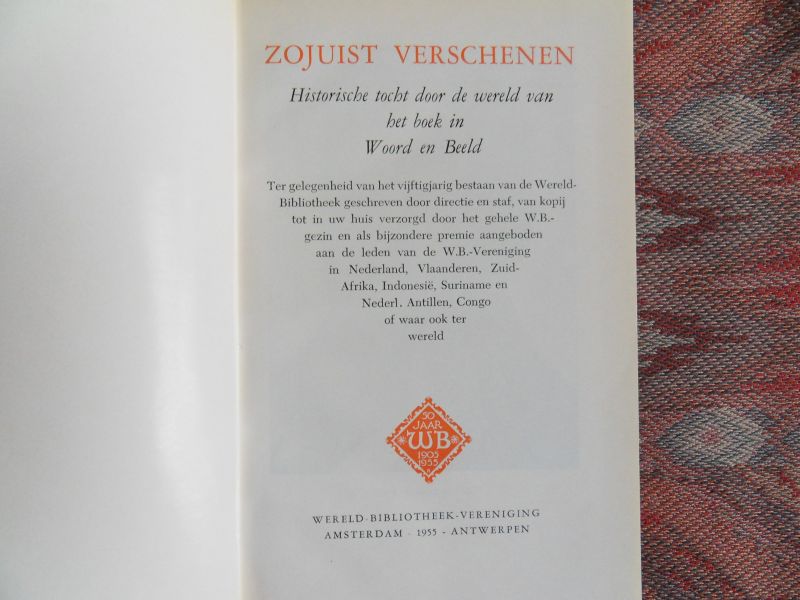 ZOJUIST VERSCHENEN
Historische tocht door de wereld van
het boek in
Woord en Beeld
Ter gelegenheid van het vijftigjarig bestaan van de Wereld-
Bibliotheek geschreven door directie en staf, van kopij
tot in uw huis verzorgd door het gehele W.B.-
gezin en als bijzondere premie aangeboden
aan de leden van de W.B.-Vereniging
in Nederland, Vlaanderen, Zuid-
Afrika, Indonesië, Suriname en
Nederl. Antillen, Congo
of waar ook ter
wereld
50
JAAR
WB
1905
1955
WERELD-BIBLIOTHEEK-VERENIGING
AMSTERDAM - 1955 - ANTWERPEN